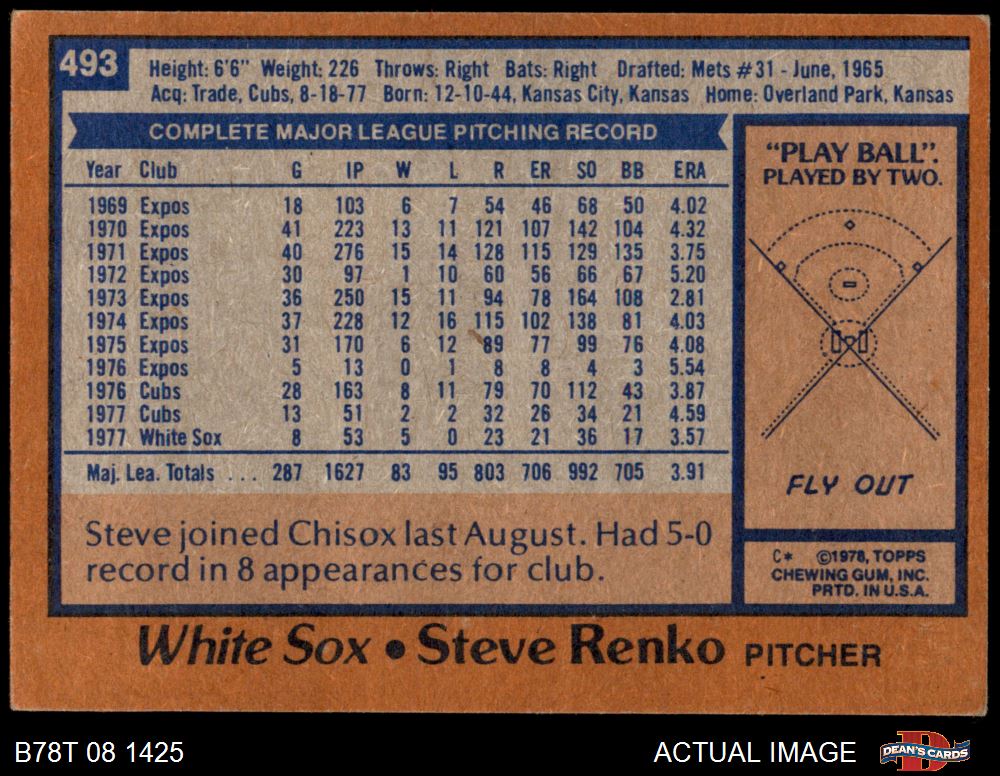 493
Height: 6'6" Weight: 226 Throws: Right Bats: Right Drafted: Mets #31 - June, 1965
Acq: Trade, Cubs, 8-18-77 Born: 12-10-44, Kansas City, Kansas Home: Overland Park, Kansas
COMPLETE MAJOR LEAGUE PITCHING RECORD
Year Club G IP W L R ER SO BB ERA
1969 Expos 18 103 6 7 54 46 68 50 4.02
1970 Expos 41 223 13 11 121 107 142 104 4.32
1971 Expos 40 276 15 14 128 115 129 135 3.75
1972 Expos 30 97 1 10 60 56 66 67 5.20
1973 Expos 36 250 15 11 94 78 164 108 2.81
1974 Expos 37 228 12 16 115 102 138 81 4.03
1975 Expos 31 170 6 12 89 77 99 76 4.08
1976 Expos 5 13 0 1 8 8 4 3 5.54
1976 Cubs 28 163 8 11 79 70 112 43 3.87
1977 Cubs 13 51 2 2 32 26 34 21 4.59
1977 White Sox 8 53 5 0 23 21 36 17 3.57
Maj. Lea. Totals . . . 287 1627 83 95 803 706 992 705 3.91
Steve joined Chisox last August. Had 5-0
record in 8 appearances for club.
"PLAY BALL".
PLAYED BY TWO.
FLY OUT
C* ©1978, TOPPS
CHEWING GUM, INC.
PRTD. IN U.S.A.
White Sox • Steve Renko PITCHER
B78T 08 1425
ACTUAL IMAGE
DEAN'S CARDS